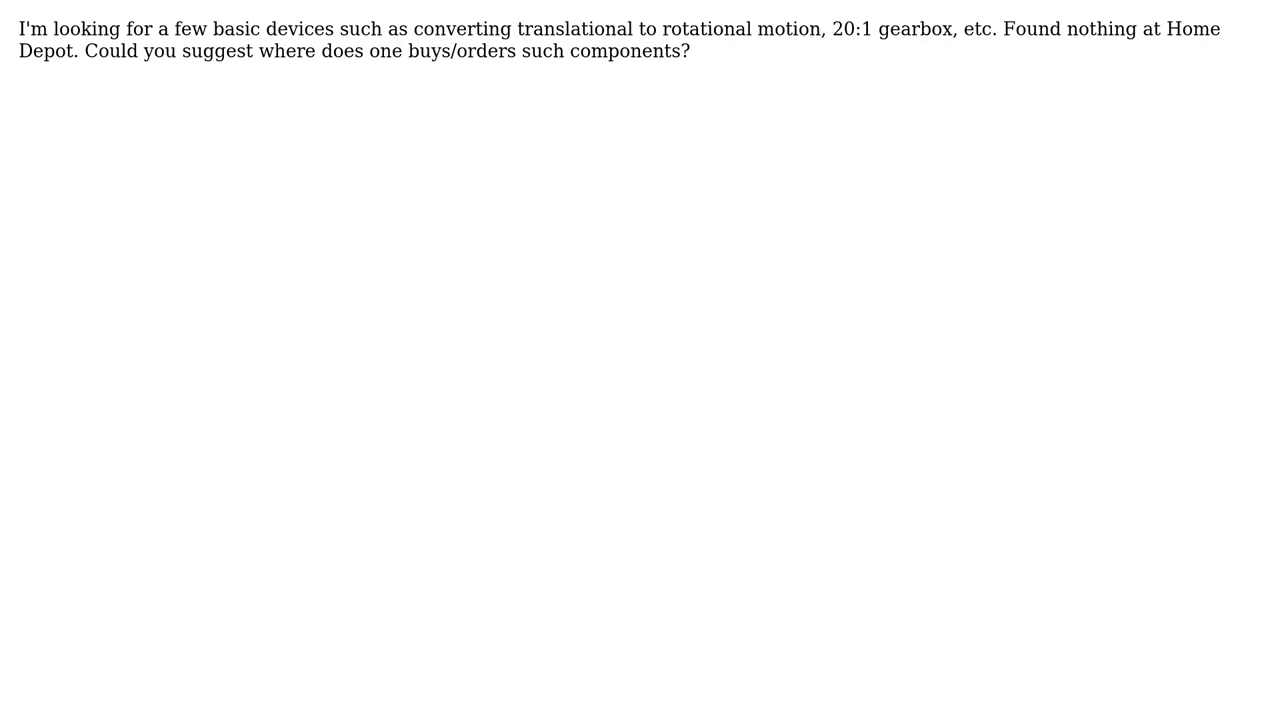 I'm looking for a few basic devices such as converting translational to rotational motion, 20:1 gearbox, etc. Found nothing at Home
Depot. Could you suggest where does one buys/orders such components?